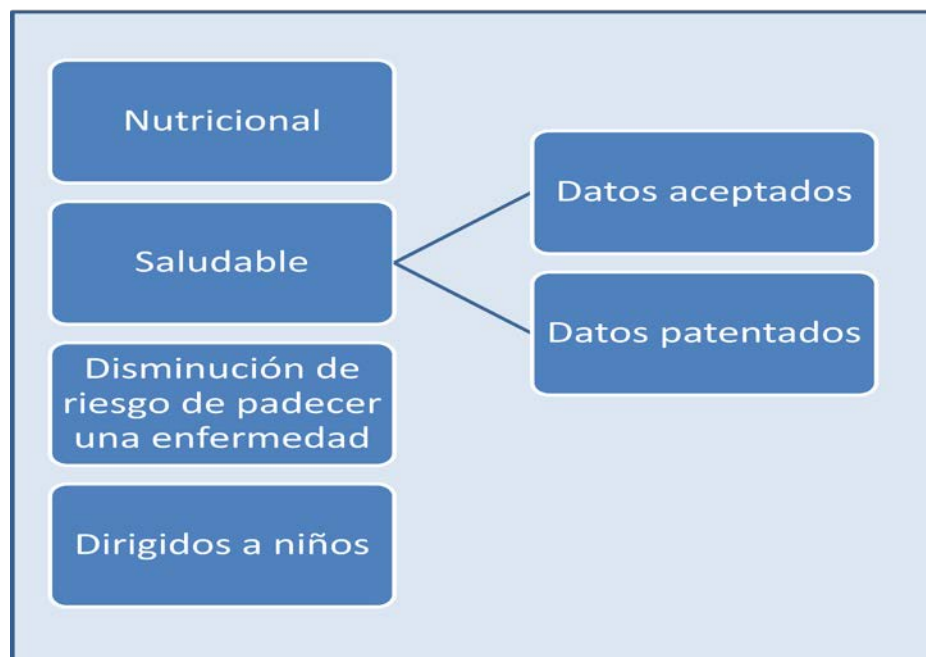 Nutricional
Saludable
Disminución de
riesgo de padecer
una enfermedad
Dirigidos a niños
Datos aceptados
Datos patentados